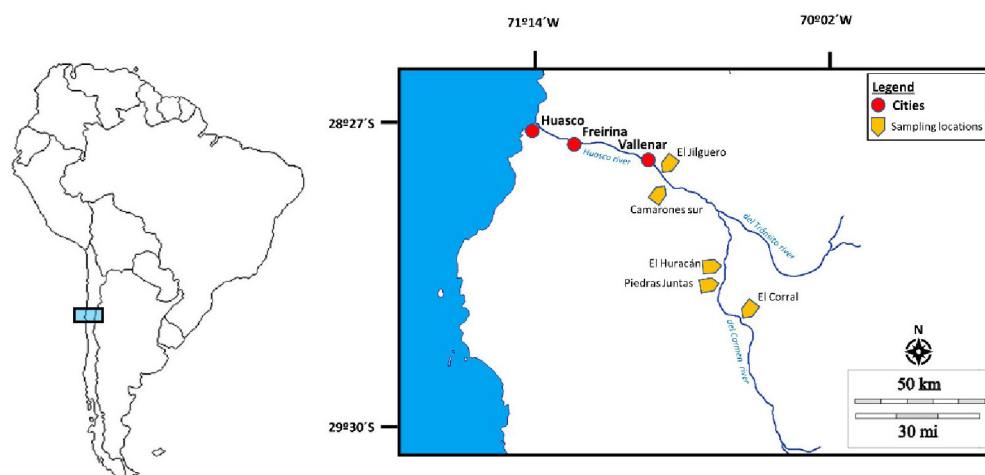 71º14´W
70º02´W
28º27´S
29º30´S
Huasco
Freirina
Vallenar
Huasco river
El Jilguero
Camarones sur
del Tránsito river
El Huracán
Piedras Juntas
El Corral
del Carmen river
Legend
Cities
Sampling locations
N
50 km
30 mi